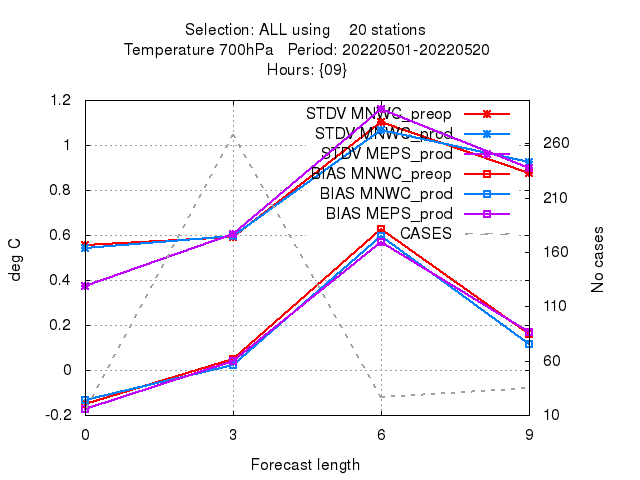 Selection: ALL using 20 stations
Temperature 700hPa Period: 20220501-20220520
Hours: {09}
STDV MNWC_preop
STDV MNWC_prod
STDV MEPS_prod
BIAS MNWC_preop
BIAS MNWC_prod
BIAS MEPS_prod
CASES
1.2
1
0.8
0.6
0.4
0.2
0
-0.2
deg C
260
210
160
110
60
10
No cases
0 3 6 9
Forecast length